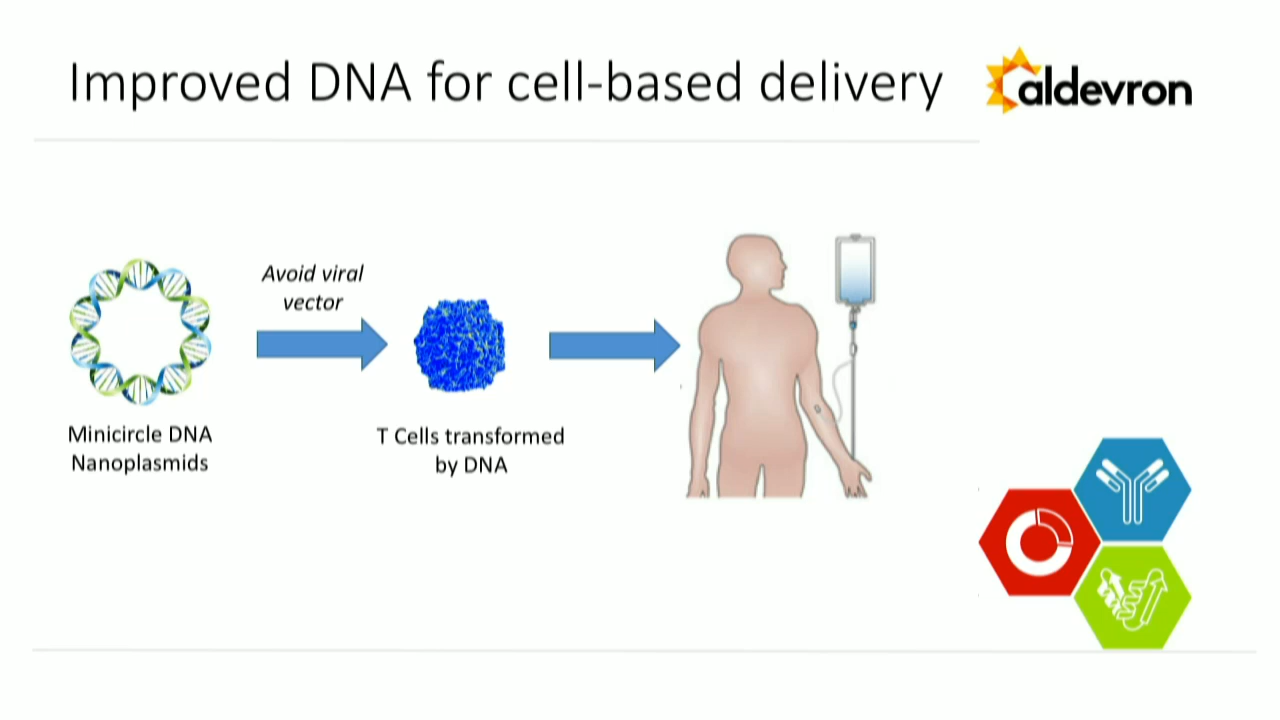 Improved DNA for cell-based delivery
aldevron
Avoid viral
vector
Minicircle DNA
Nanoplasmids
T Cells transformed
by DNA